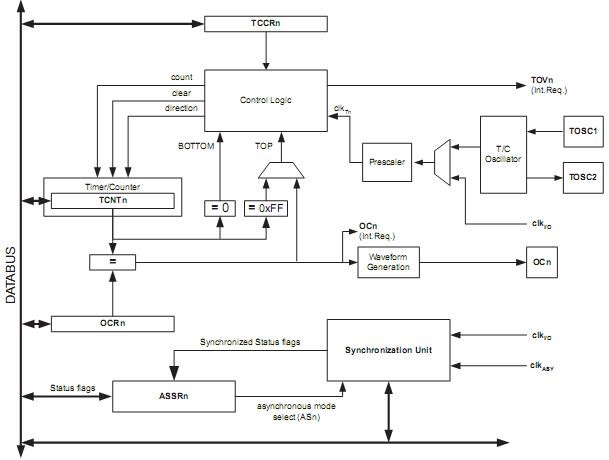 TCCRn
count
clear
direction
Control Logic
TOVn
(Int.Req.)
clkTn
BOTTOM
TOP
Prescaler
T/C
Oscillator
TOSC1
TOSC2
Timer/Counter
TCNTn
= 0
= 0xFF
OCn
(Int.Req.)
clkI/O
=
Waveform
Generation
OCn
DATABUS
OCRn
Synchronized Status flags
Synchronization Unit
clkI/O
clkASY
Status flags
ASSRn
asynchronous mode
select (ASn)